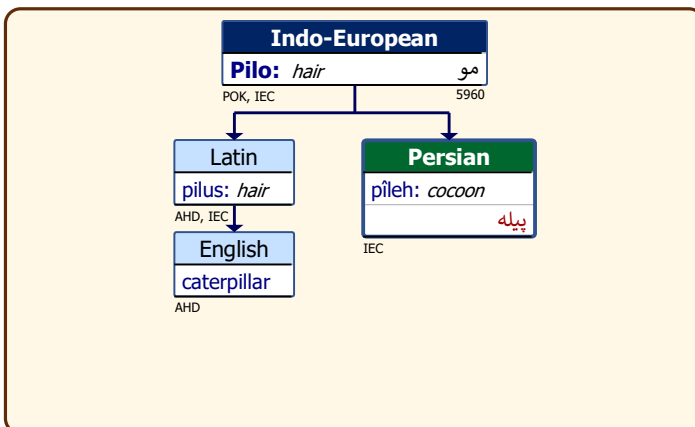 Indo-European
Pilo: hair مو
POK, IEC 5960
Latin
pilus: hair
AHD, IEC
English
caterpillar
AHD
Persian
pîleh: cocoon
پیله
IEC